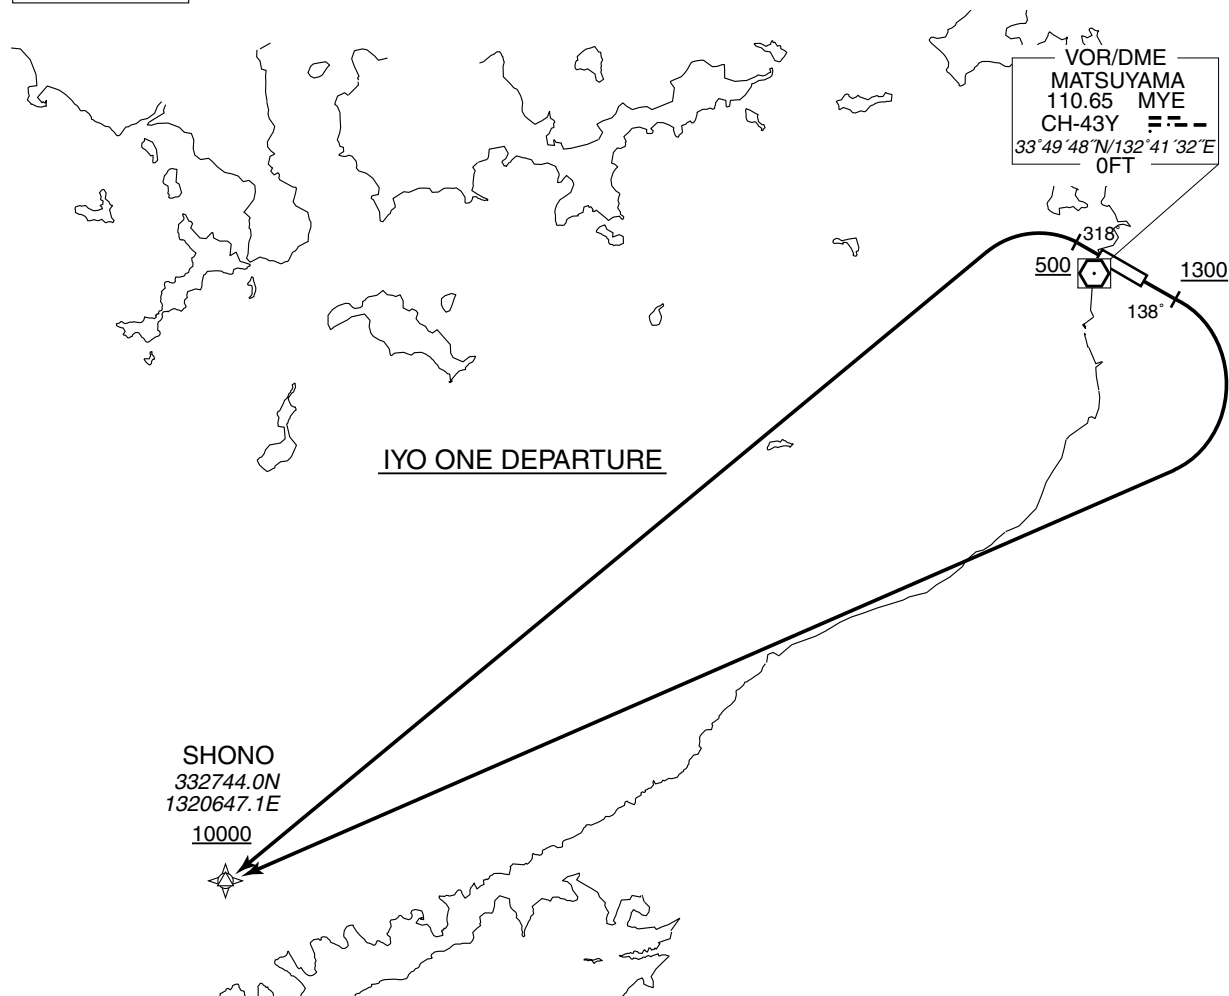 VOR/DME
MATSUYAMA
110.65 MYE
CH-43Y
33°49´48˝N/132°41´32˝E
0FT
318°
500
1300
138°
IYO ONE DEPARTURE
SHONO
332744.0N
1320647.1E
10000